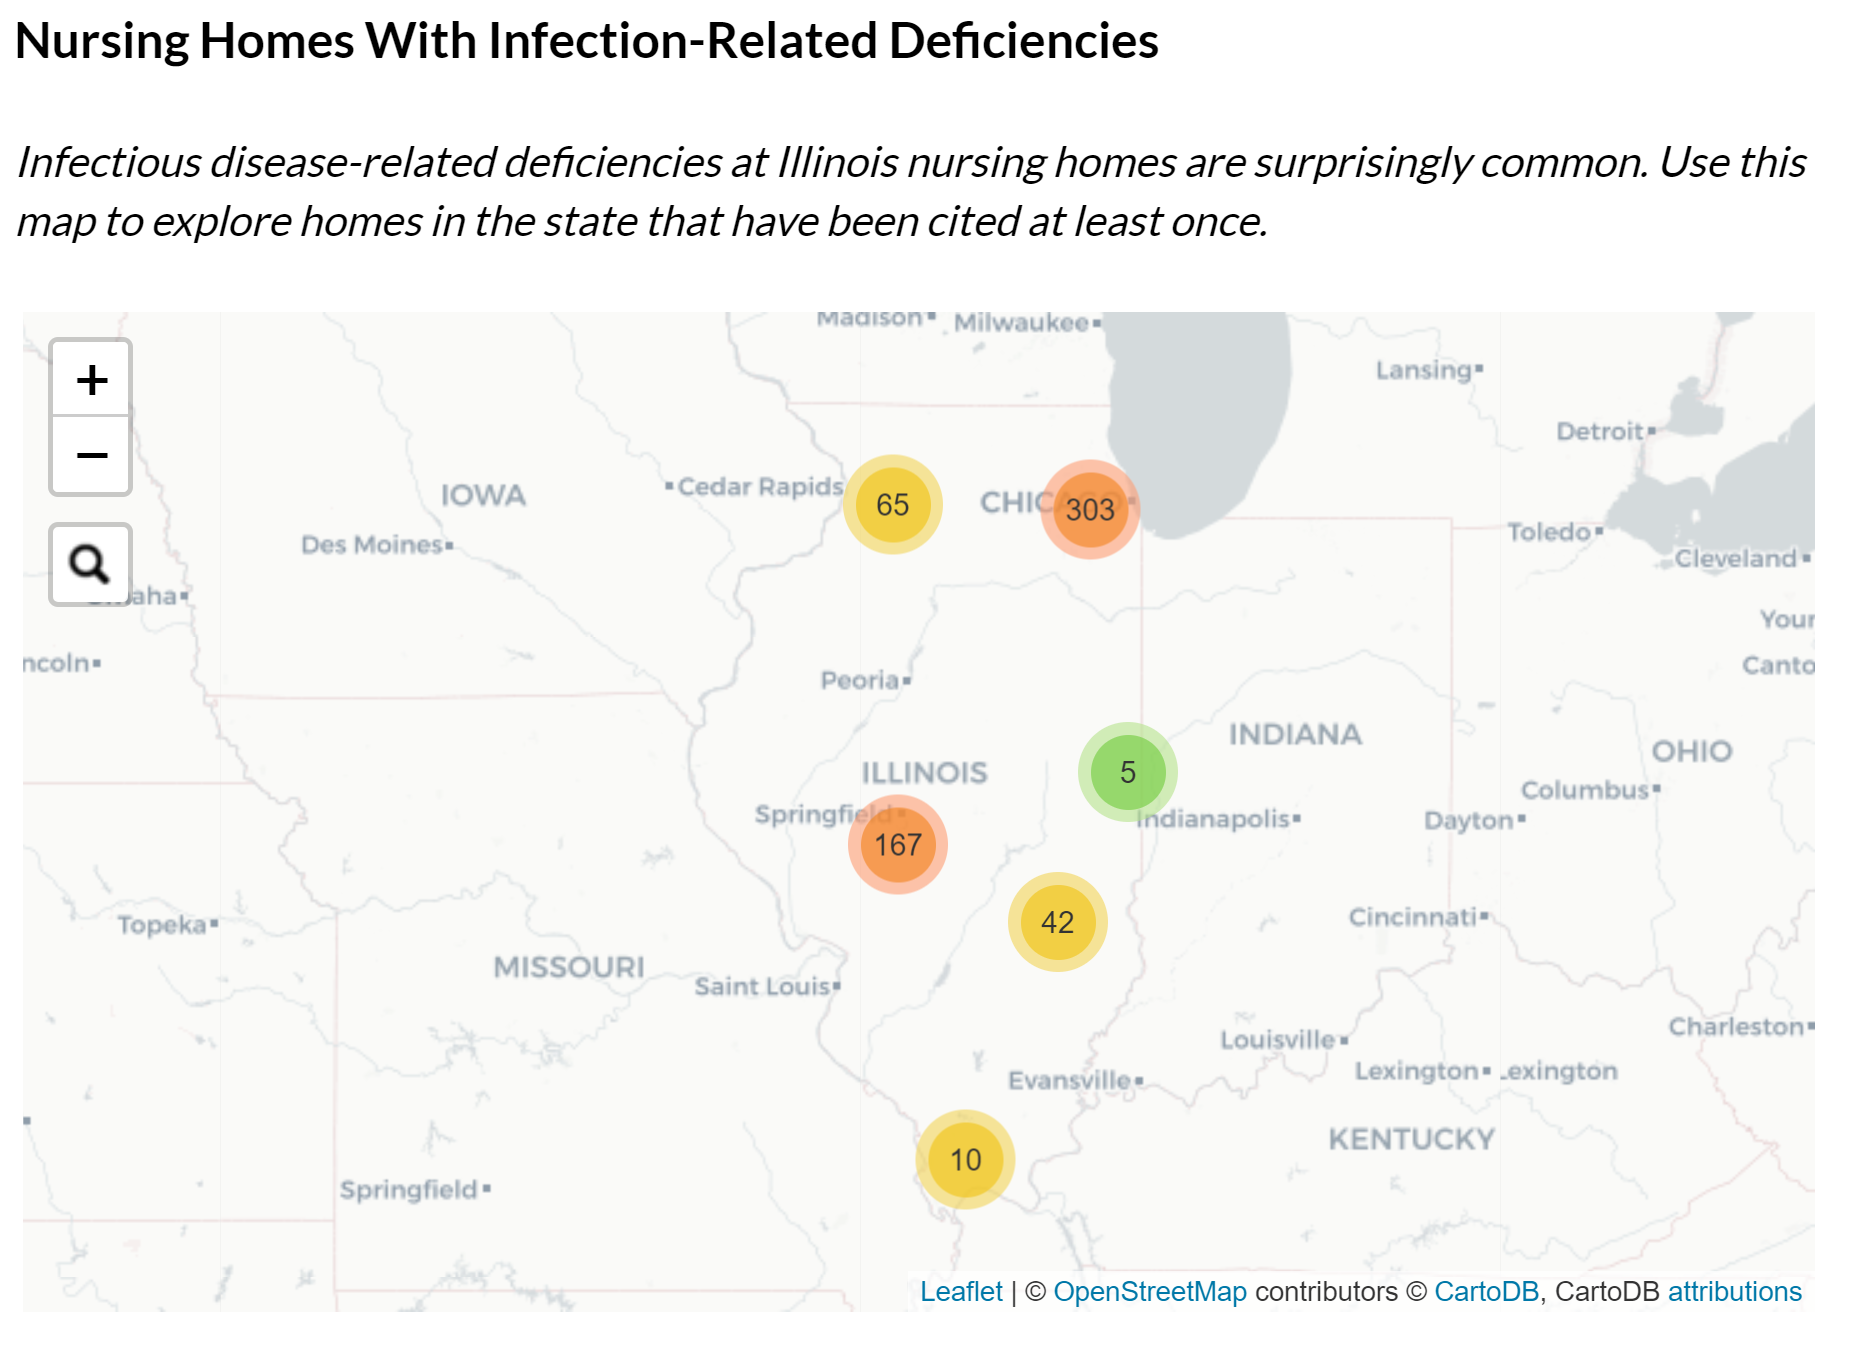 Nursing Homes With Infection-Related Deficiencies
Infectious disease-related deficiencies at Illinois nursing homes are surprisingly common. Use this
map to explore homes in the state that have been cited at least once.
Madison
Milwaukee
+
Lansing
Detroit
−
IOWA
Cedar Rapids
65
CHICAGO
303
Toledo
Des Moines
Cleveland
aha
Your
ncoln
Canto
Peoria
INDIANA
OHIO
ILLINOIS
5
Columbus
Springfield
Indianapolis
Dayton
167
Topeka
42
Cincinnati
MISSOURI
Saint Louis
Charleston
Louisville
Evansville
Lexington
Lexington
KENTUCKY
10
Springfield
Leaflet | © OpenStreetMap contributors © CartoDB, CartoDB attributions